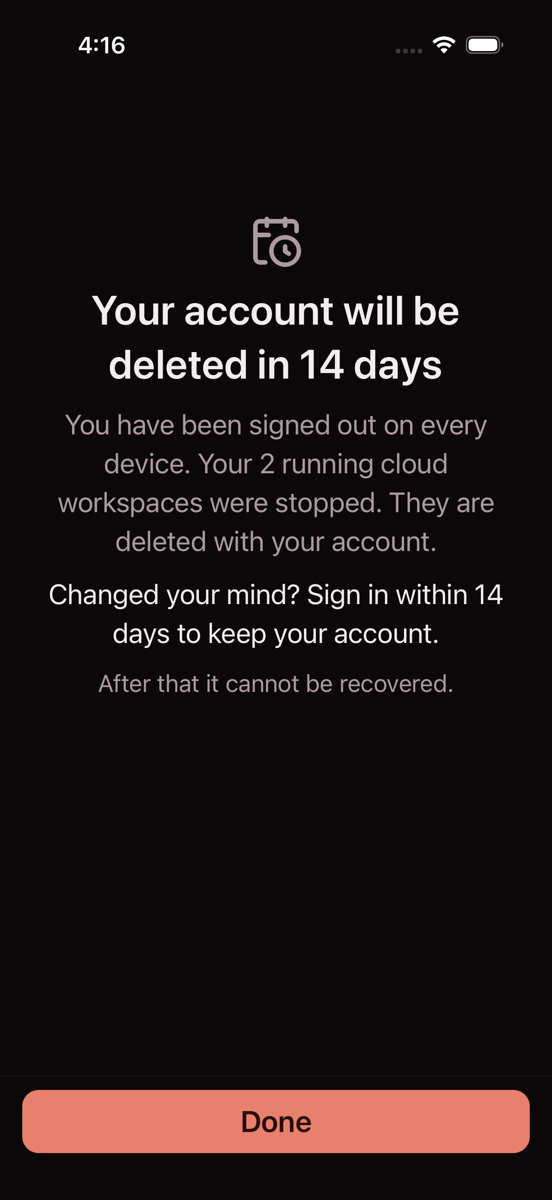 4:16
Your account will be
deleted in 14 days
You have been signed out on every
device. Your 2 running cloud
workspaces were stopped. They are
deleted with your account.
Changed your mind? Sign in within 14
days to keep your account.
After that it cannot be recovered.
Done